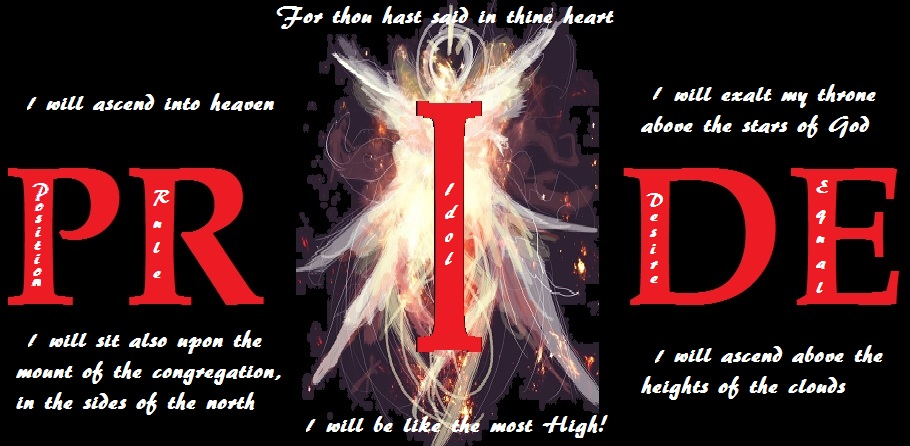 For thou hast said in thine heart
I will ascend into heaven
I will exalt my throne
above the stars of God
PRIDE
Position
Rule
Idol
Desire
Equal
I will sit also upon the
mount of the congregation,
in the sides of the north
I will ascend above the
heights of the clouds
I will be like the most High!